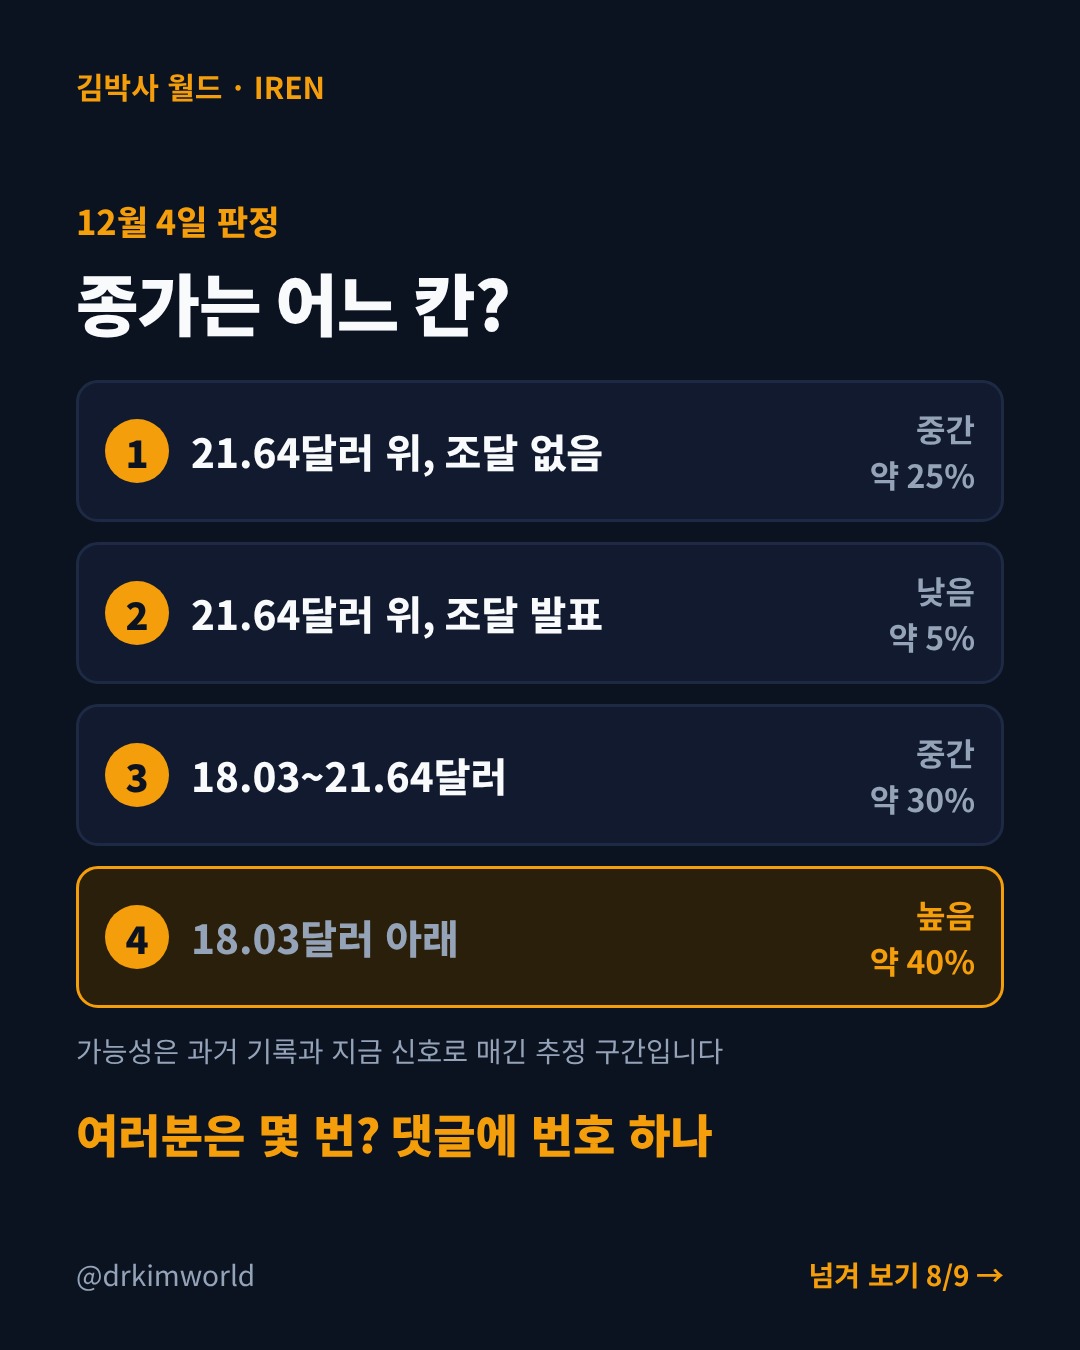 김박사 월드 · IREN
12월 4일 판정
종가는 어느 칸?
1 21.64달러 위, 조달 없음
중간
약 25%
2 21.64달러 위, 조달 발표
낮음
약 5%
3 18.03~21.64달러
중간
약 30%
4 18.03달러 아래
높음
약 40%
가능성은 과거 기록과 지금 신호로 매긴 추정 구간입니다
여러분은 몇 번? 댓글에 번호 하나
@drkimworld
넘겨 보기 8/9 →